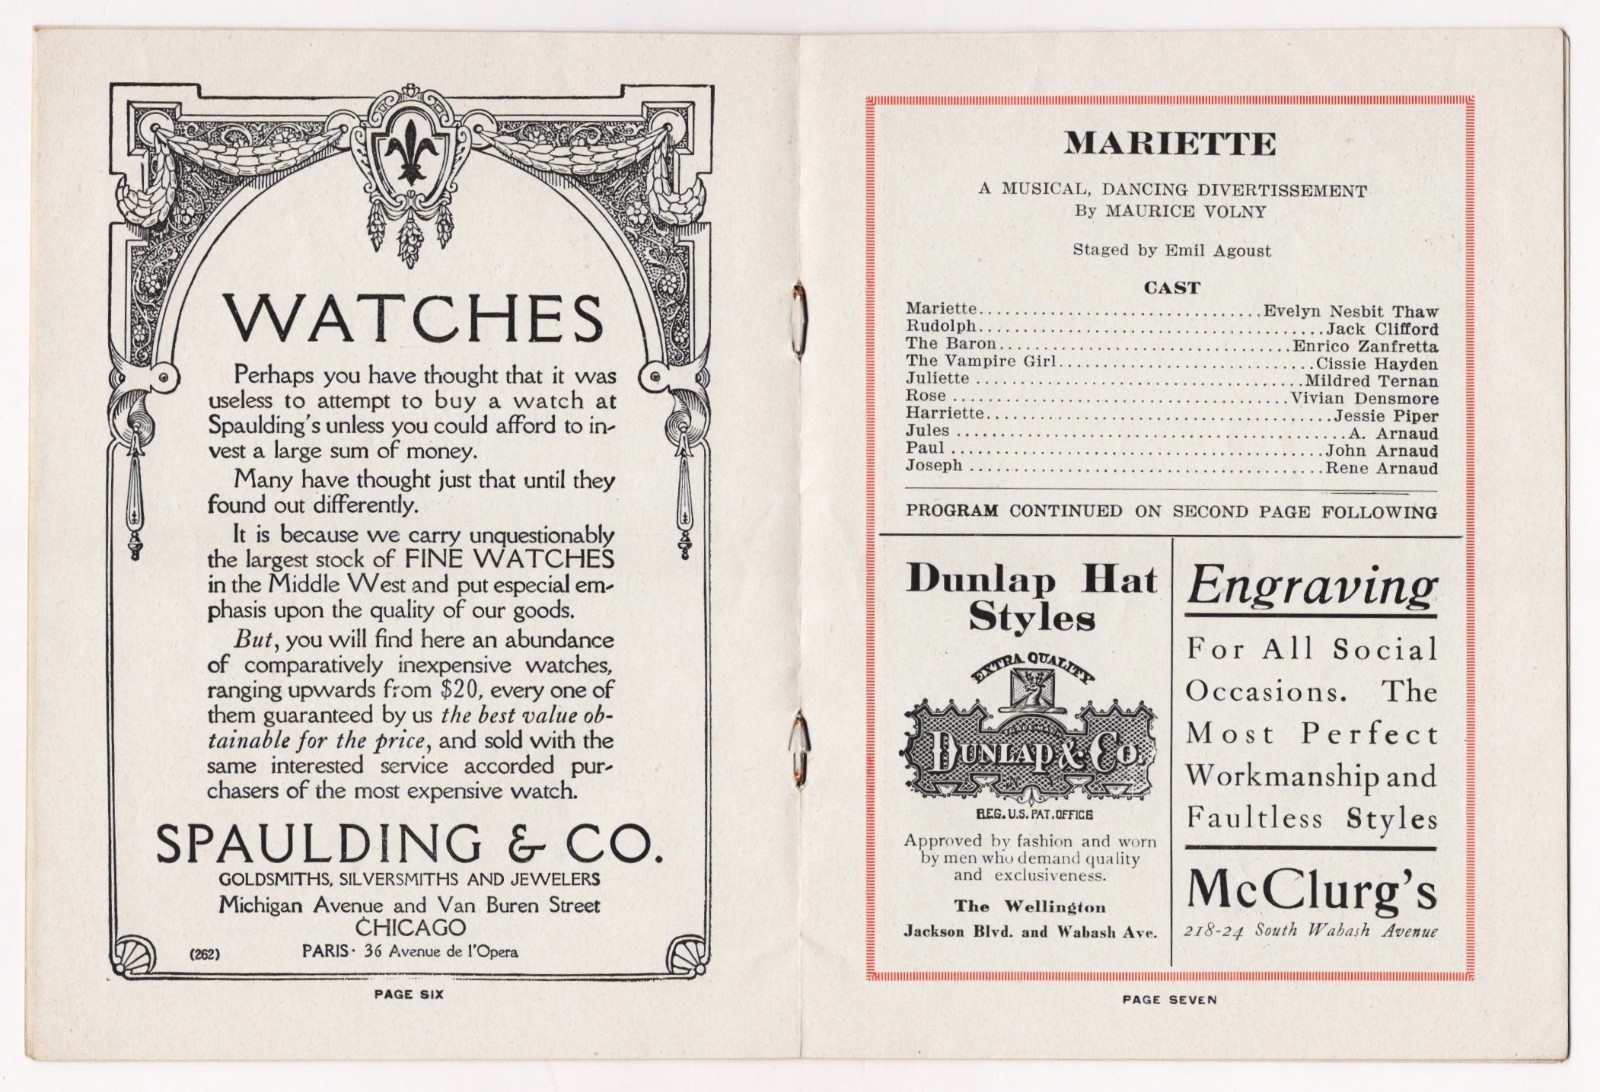 WATCHES
Perhaps you have thought that it was
useless to attempt to buy a watch at
Spaulding's unless you could afford to in-
vest a large sum of money.
Many have thought just that until they
found out differently.
It is because we carry unquestionably
the largest stock of FINE WATCHES
in the Middle West and put especial em-
phasis upon the quality of our goods.
But, you will find here an abundance
of comparatively inexpensive watches,
ranging upwards from $20, every one of
them guaranteed by us the best value ob-
tainable for the price, and sold with the
same interested service accorded pur-
chasers of the most expensive watch.
SPAULDING & CO.
GOLDSMITHS, SILVERSMITHS AND JEWELERS
Michigan Avenue and Van Buren Street
CHICAGO
(262) PARIS· 36 Avenue de l'Opera
PAGE SIX
MARIETTE
A MUSICAL, DANCING DIVERTISSEMENT
By MAURICE VOLNY
Staged by Emil Agoust
CAST
Mariette..............................Evelyn Nesbit Thaw
Rudolph.....................................Jack Clifford
The Baron...............................Enrico Zanfretta
The Vampire Girl...........................Cissie Hayden
Juliette ...................................Mildred Ternan
Rose ....................................Vivian Densmore
Harriette.....................................Jessie Piper
Jules .........................................A. Arnaud
Paul ........................................John Arnaud
Joseph ......................................Rene Arnaud
PROGRAM CONTINUED ON SECOND PAGE FOLLOWING
Dunlap Hat
Styles
EXTRA QUALITY
DUNLAP & CO.
REG. U.S. PAT. OFFICE
Approved by fashion and worn
by men who demand quality
and exclusiveness.
The Wellington
Jackson Blvd. and Wabash Ave.
Engraving
For All Social
Occasions. The
Most Perfect
Workmanship and
Faultless Styles
McClurg's
218-24 South Wabash Avenue
PAGE SEVEN